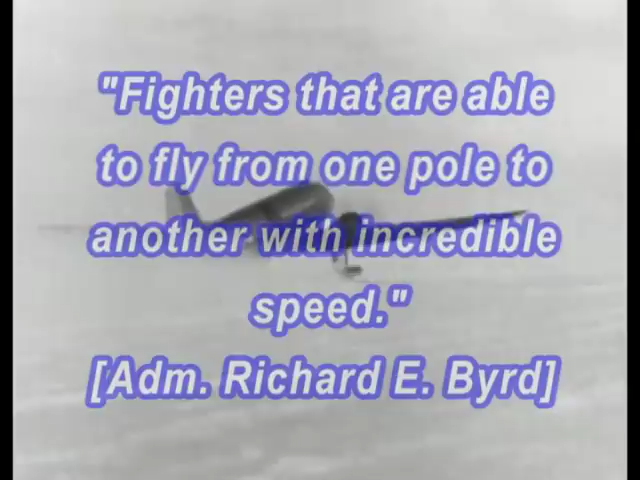 "Fighters that are able
to fly from one pole to
another with incredible
speed."
[Adm. Richard E. Byrd]